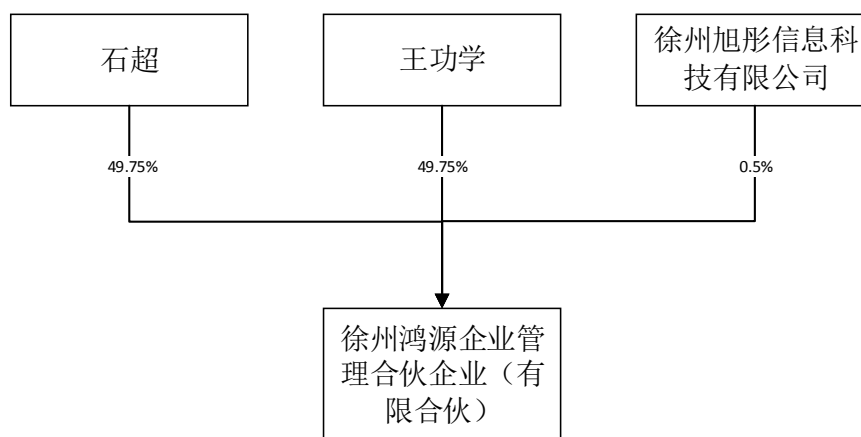 石超
王功学
徐州旭彤信息科
技有限公司
49.75%
49.75%
0.5%
徐州鸿源企业管
理合伙企业（有
限合伙）